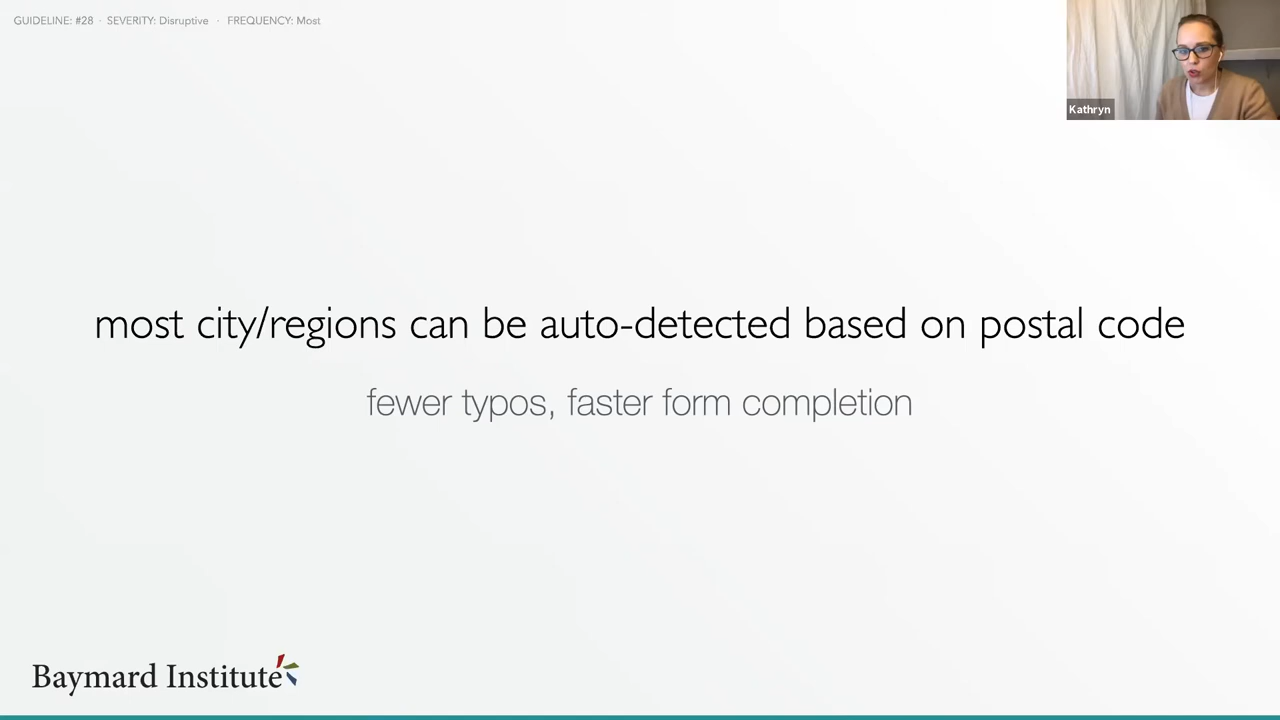 GUIDELINE: #28 · SEVERITY: Disruptive · FREQUENCY: Most
Kathryn
most city/regions can be auto-detected based on postal code
fewer typos, faster form completion
Baymard Institute